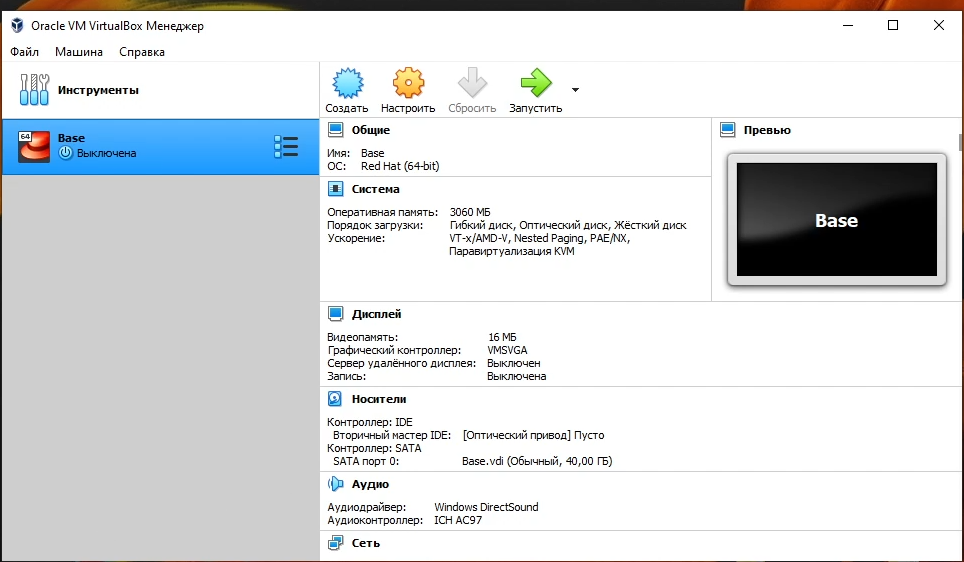 Oracle VM VirtualBox Менеджер
Файл Машина Справка
Инструменты
Создать Настроить Сбросить Запустить
64
Base
Выключена
Общие
Имя: Base
ОС: Red Hat (64-bit)
Система
Оперативная память: 3060 МБ
Порядок загрузки: Гибкий диск, Оптический диск, Жёсткий диск
Ускорение: VT-x/AMD-V, Nested Paging, PAE/NX,
Паравиртуализация KVM
Превью
Base
Дисплей
Видеопамять: 16 МБ
Графический контроллер: VMSVGA
Сервер удалённого дисплея: Выключен
Запись: Выключена
Носители
Контроллер: IDE
Вторичный мастер IDE: [Оптический привод] Пусто
Контроллер: SATA
SATA порт 0: Base.vdi (Обычный, 40,00 ГБ)
Аудио
Аудиодрайвер: Windows DirectSound
Аудиоконтроллер: ICH AC97
Сеть